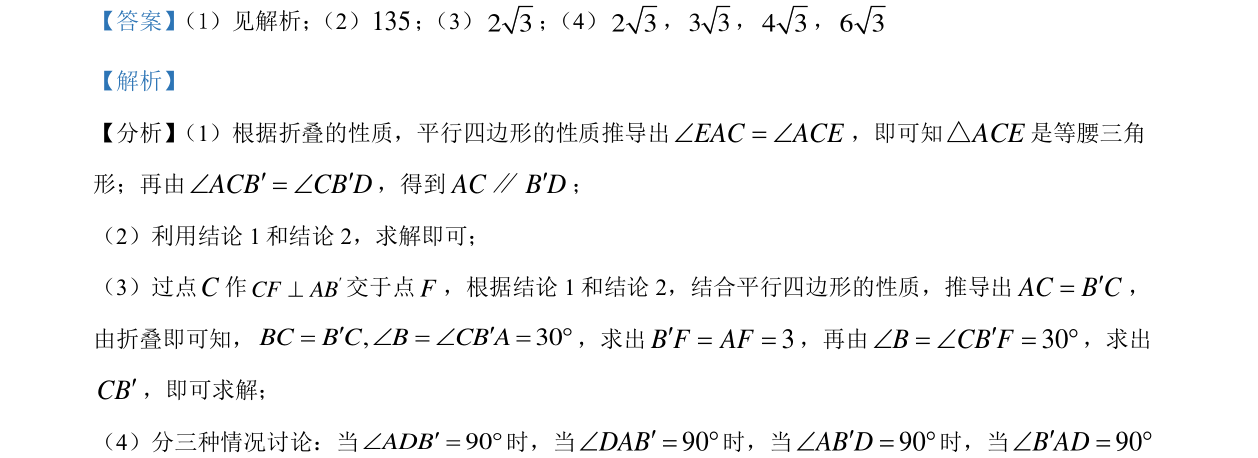 【答案】（1）见解析；（2）135；（3）2√3；（4）2√3，3√3，4√3，6√3
【解析】
【分析】（1）根据折叠的性质，平行四边形的性质推导出∠EAC = ∠ACE，即可知△ACE是等腰三角
形；再由∠ACB′ = ∠CB′D，得到AC // B′D；
（2）利用结论 1 和结论 2，求解即可；
（3）过点C作CF ⊥ AB′交于点F，根据结论 1 和结论 2，结合平行四边形的性质，推导出AC = B′C，
由折叠即可知，BC = B′C, ∠B = ∠CB′A = 30°，求出B′F = AF = 3，再由∠B = ∠CB′F = 30°，求出
CB′，即可求解；
（4）分三种情况讨论：当∠ADB′ = 90°时，当∠DAB′ = 90°时，当∠AB′D = 90°时，当∠B′AD = 90°